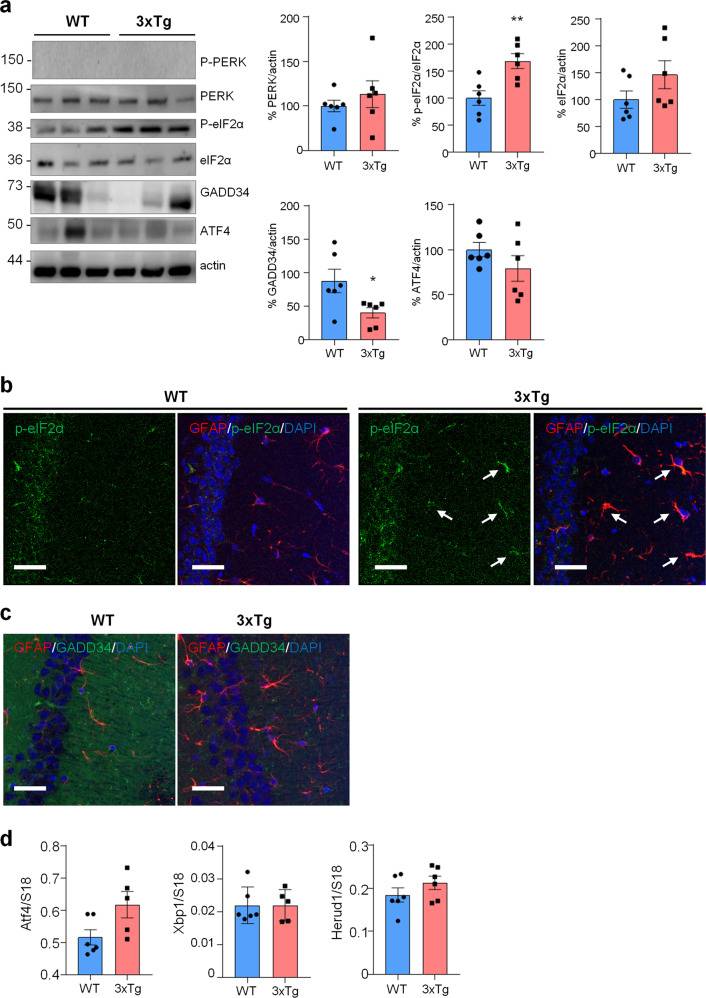 a
WT 3xTg
150 P-PERK
150 PERK
38 P-eIF2α
36 eIF2α
73 GADD34
50 ATF4
44 actin
% PERK/actin
200
150
100
50
0
WT 3xTg
% p-eIF2α/eIF2α
250
200
150
100
50
0
**
WT 3xTg
% eIF2α/actin
250
200
150
100
50
0
WT 3xTg
% GADD34/actin
200
150
100
50
0
*
WT 3xTg
% ATF4/actin
150
100
50
0
WT 3xTg
b
WT 3xTg
p-eIF2α GFAP/p-eIF2α/DAPI p-eIF2α GFAP/p-eIF2α/DAPI
c
WT 3xTg
GFAP/GADD34/DAPI GFAP/GADD34/DAPI
d
Atf4/S18
0.8
0.7
0.6
0.5
0.4
WT 3xTg
Xbp1/S18
0.04
0.03
0.02
0.01
0.00
WT 3xTg
Herud1/S18
0.3
0.2
0.1
0
WT 3xTg